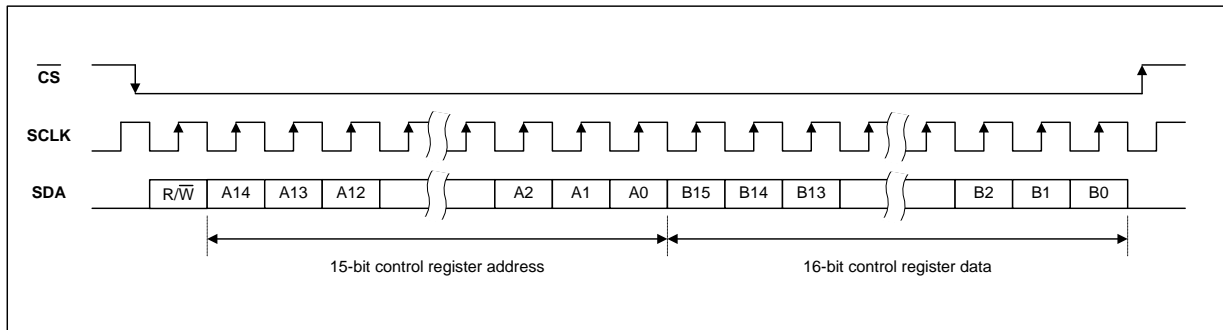 CS
SCLK
SDA R/W A14 A13 A12 A2 A1 A0 B15 B14 B13 B2 B1 B0
15-bit control register address 16-bit control register data